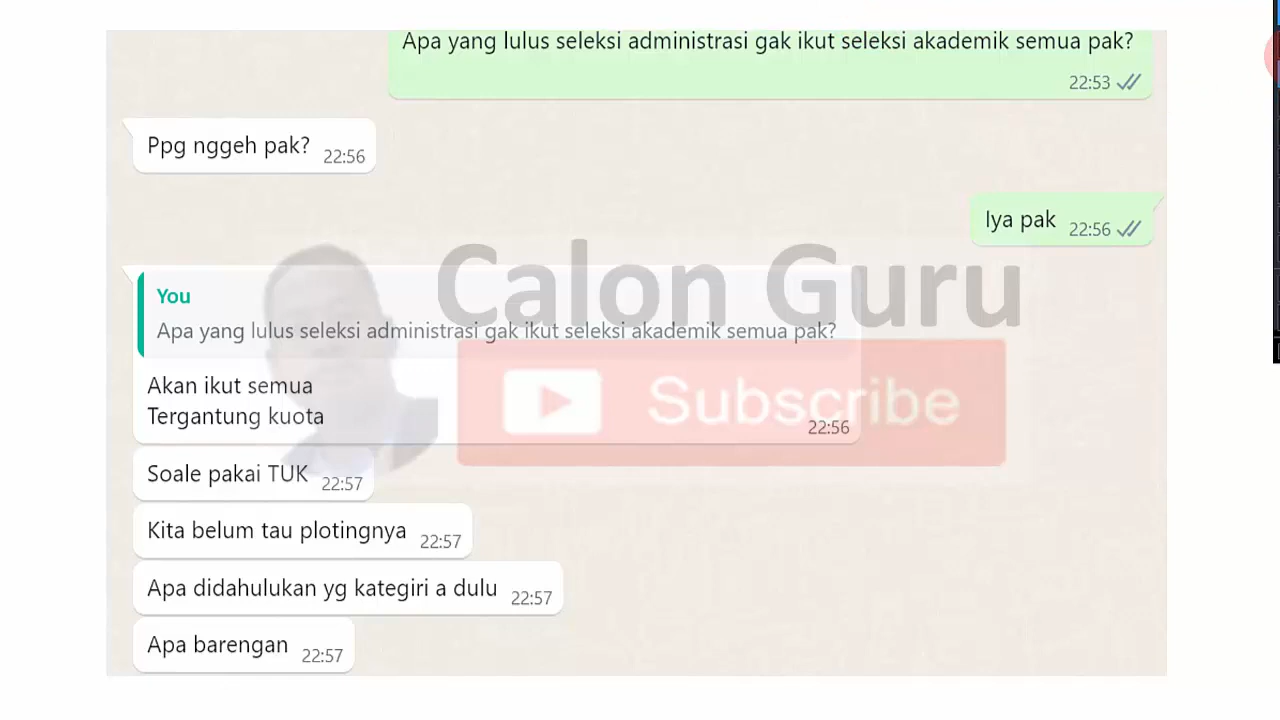 Apa yang lulus seleksi administrasi gak ikut seleksi akademik semua pak?
22:53
Ppg nggeh pak? 22:56
Iya pak 22:56
Calon Guru
You
Apa yang lulus seleksi administrasi gak ikut seleksi akademik semua pak?
Akan ikut semua
Tergantung kuota
22:56
Subscribe
Soale pakai TUK 22:57
Kita belum tau plotingnya 22:57
Apa didahulukan yg kategiri a dulu 22:57
Apa barengan 22:57